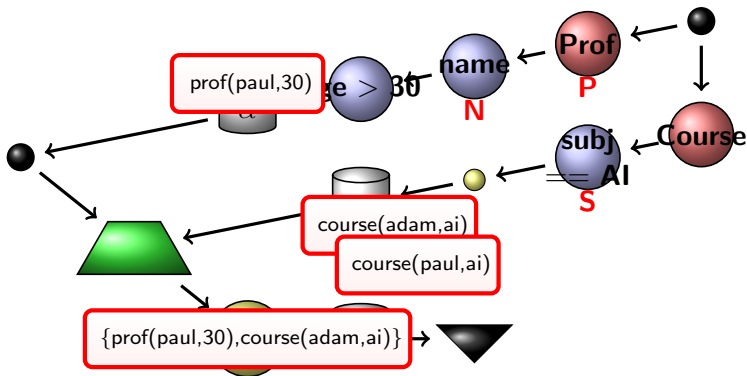 Prof
P
name
N
ge > 30
prof(paul,30)
α
Course
subj
== AI
S
course(adam,ai)
course(paul,ai)
{prof(paul,30),course(adam,ai)}